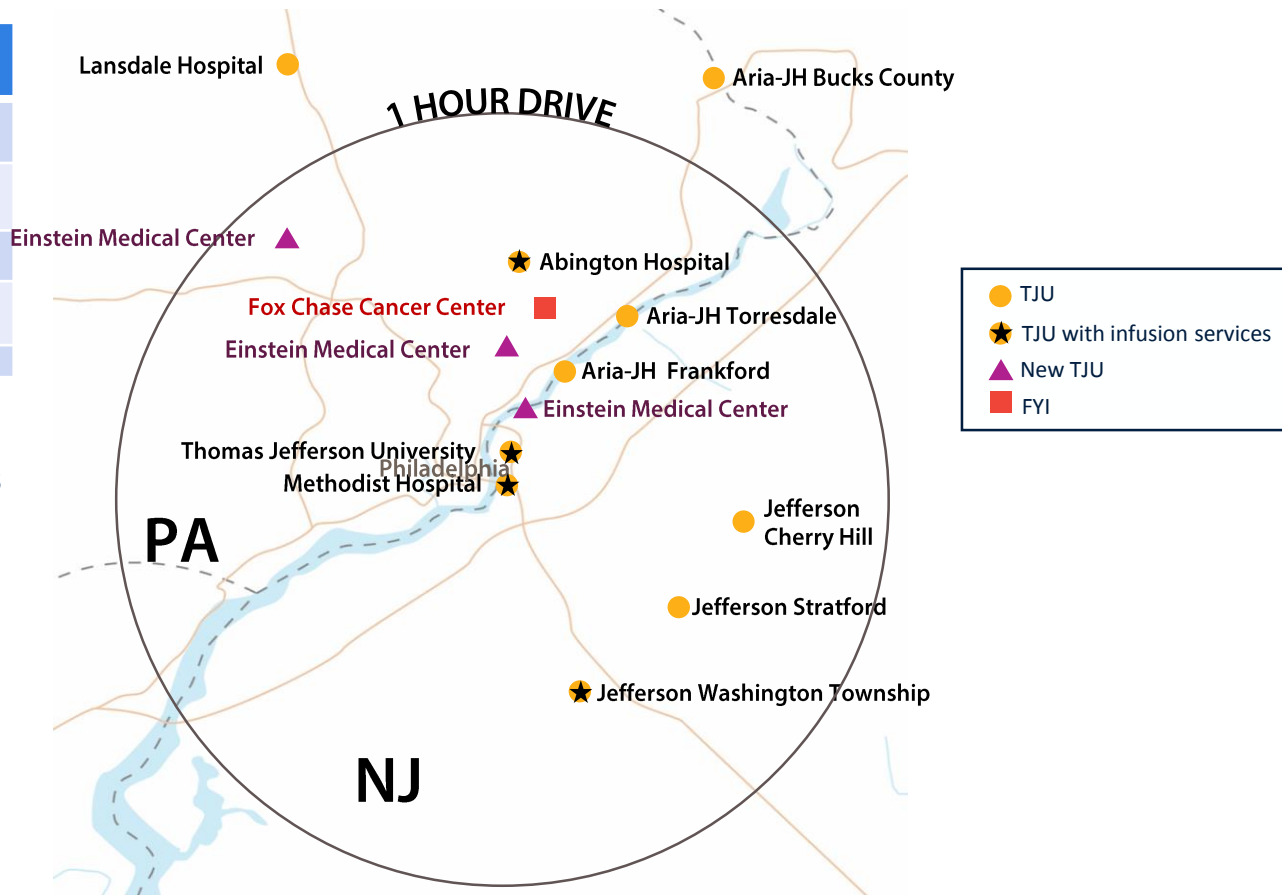 Lansdale Hospital
Aria-JH Bucks County
1 HOUR DRIVE
Einstein Medical Center
Abington Hospital
Fox Chase Cancer Center
Aria-JH Torresdale
Einstein Medical Center
Aria-JH Frankford
Einstein Medical Center
Thomas Jefferson University
Philadelphia
Methodist Hospital
Jefferson
Cherry Hill
PA
Jefferson Stratford
Jefferson Washington Township
NJ
TJU
TJU with infusion services
New TJU
FYI